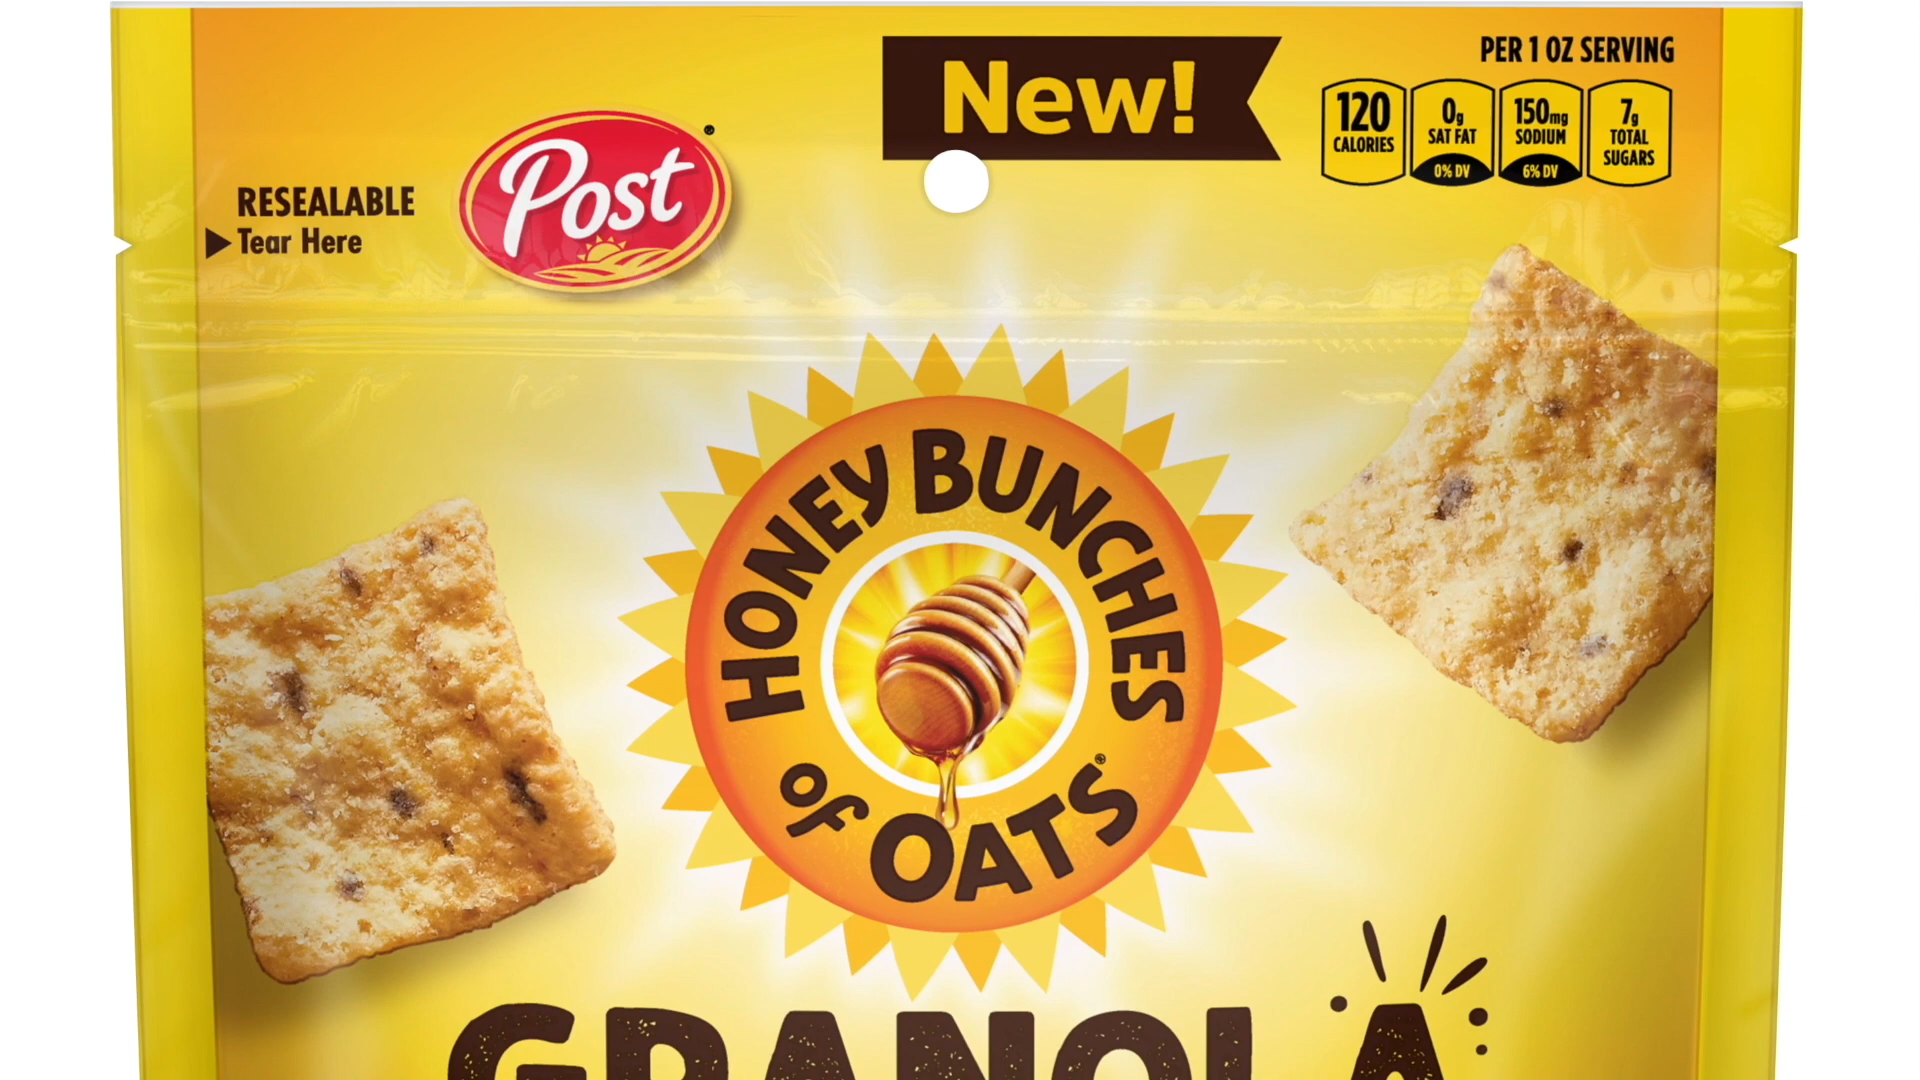 New!
PER 1 OZ SERVING
120
CALORIES
0g
SAT FAT
0% DV
150mg
SODIUM
6% DV
7g
TOTAL
SUGARS
Post®
RESEALABLE
Tear Here
HONEY BUNCHES
of OATS®
GRANOLA